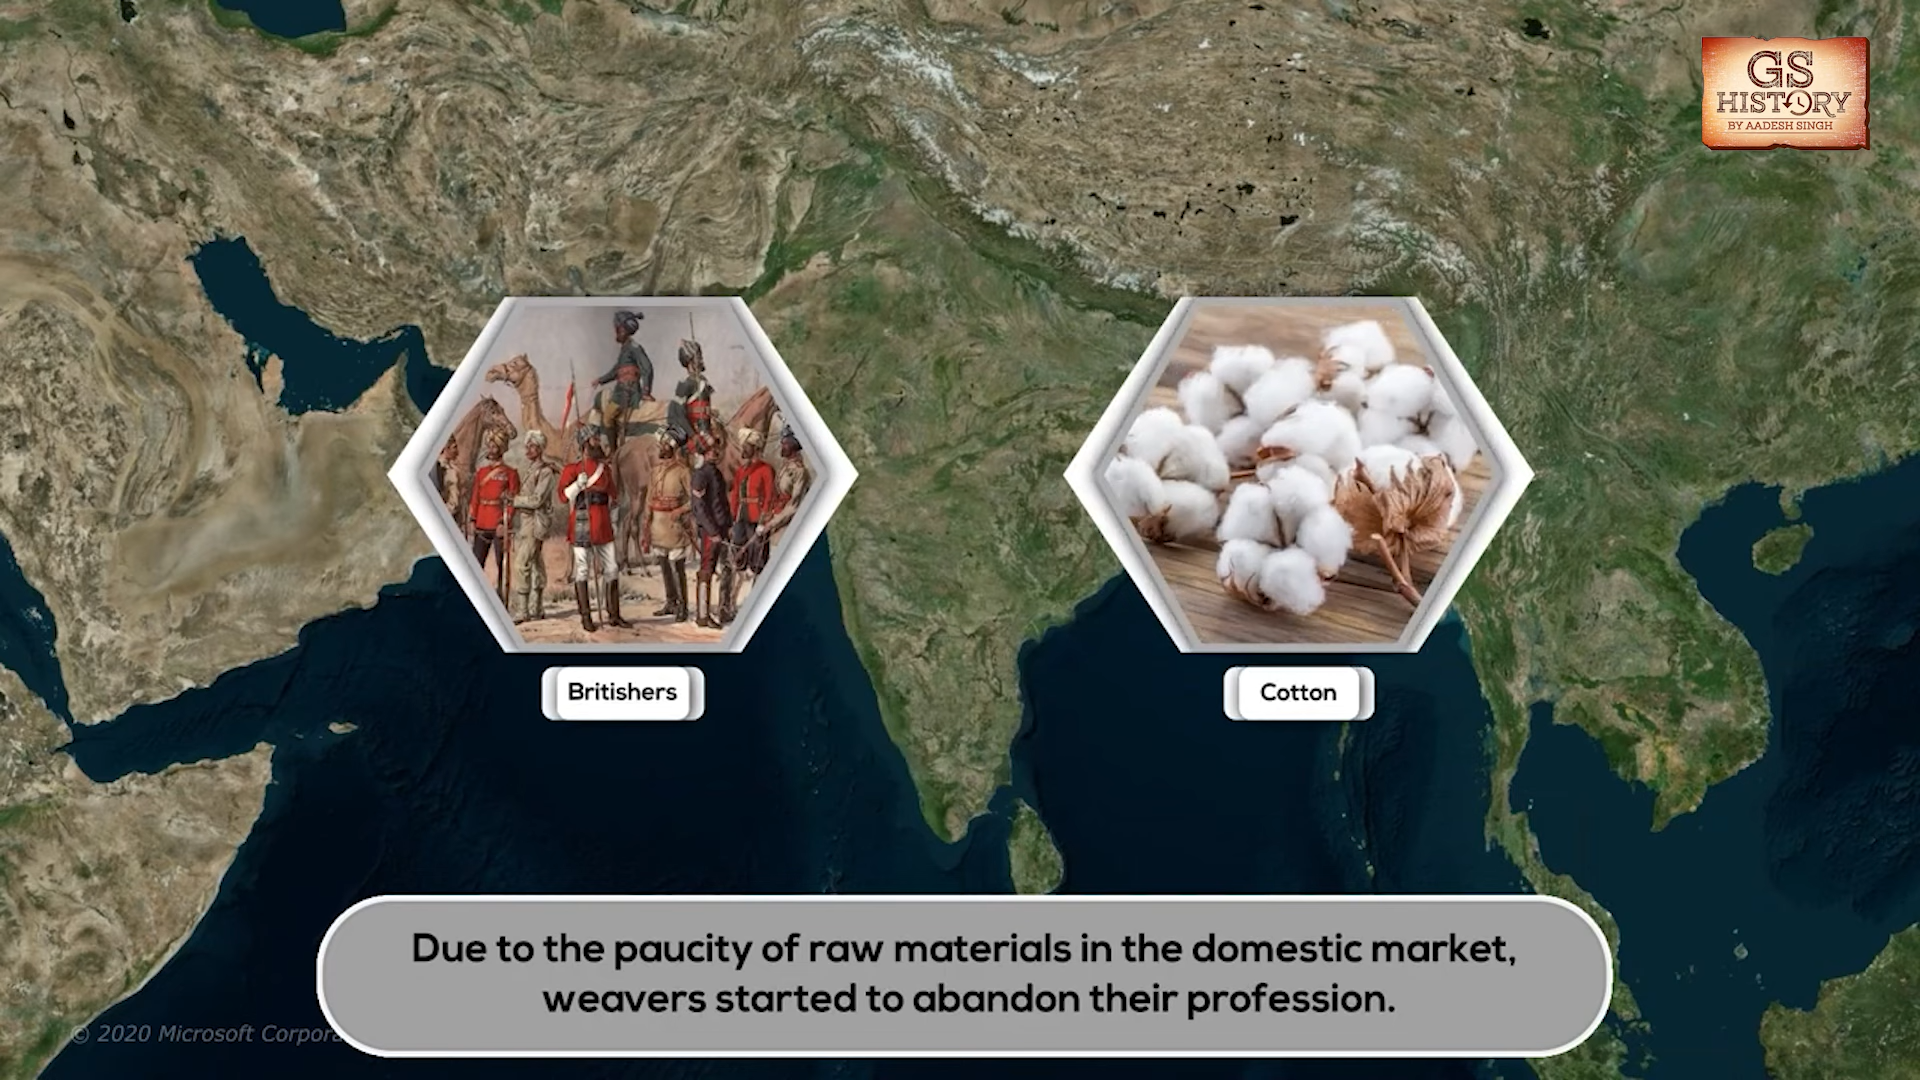 GS
HISTORY
BY AADESH SINGH
Britishers
Cotton
Due to the paucity of raw materials in the domestic market,
weavers started to abandon their profession.
© 2020 Microsoft Corpora